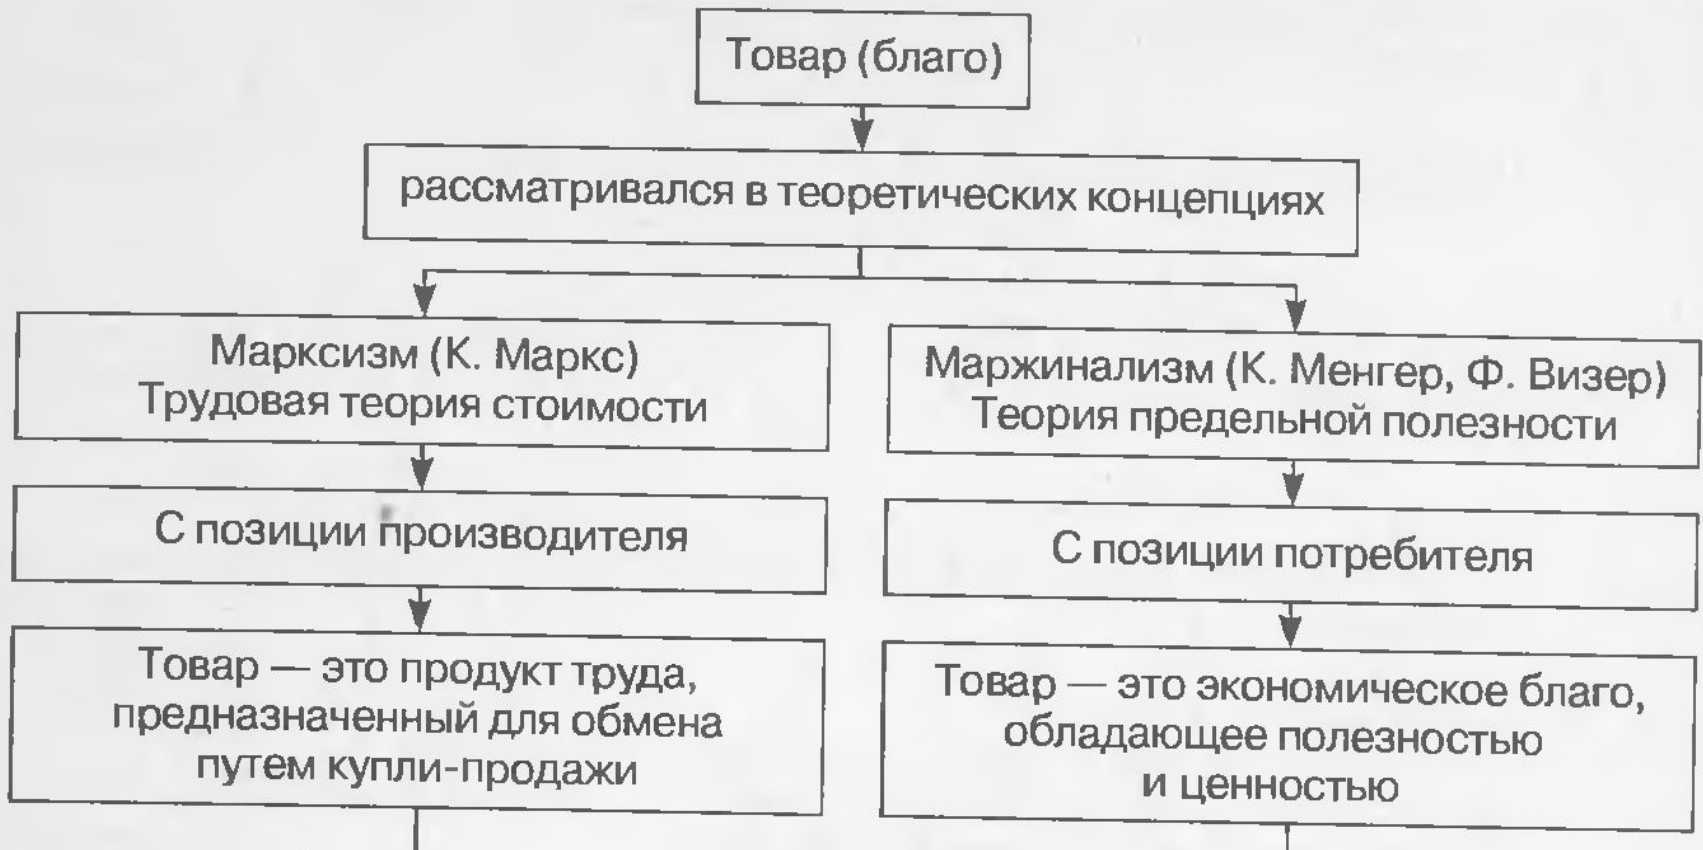 Товар (благо)
рассматривался в теоретических концепциях
Марксизм (К. Маркс)
Трудовая теория стоимости
Маржинализм (К. Менгер, Ф. Визер)
Теория предельной полезности
С позиции производителя
С позиции потребителя
Товар — это продукт труда,
предназначенный для обмена
путем купли-продажи
Товар — это экономическое благо,
обладающее полезностью
и ценностью